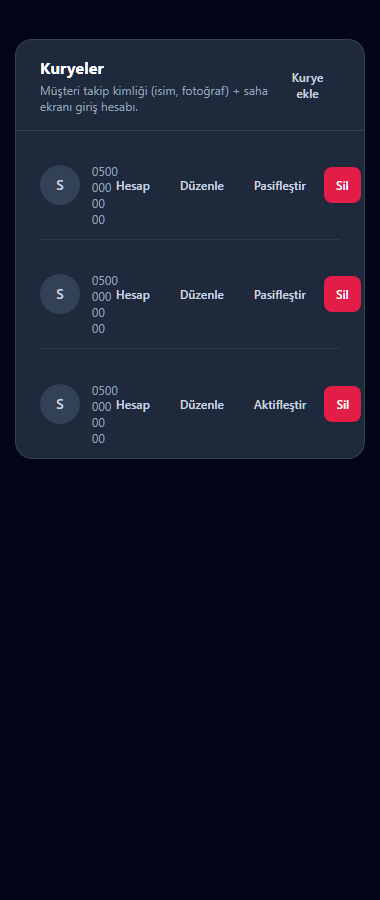 Kuryeler
Müşteri takip kimliği (isim, fotoğraf) + saha
ekranı giriş hesabı.
Kurye
ekle
S
0500
000
00
00
Hesap
Düzenle
Pasifleştir
Sil
S
0500
000
00
00
Hesap
Düzenle
Pasifleştir
Sil
S
0500
000
00
00
Hesap
Düzenle
Aktifleştir
Sil